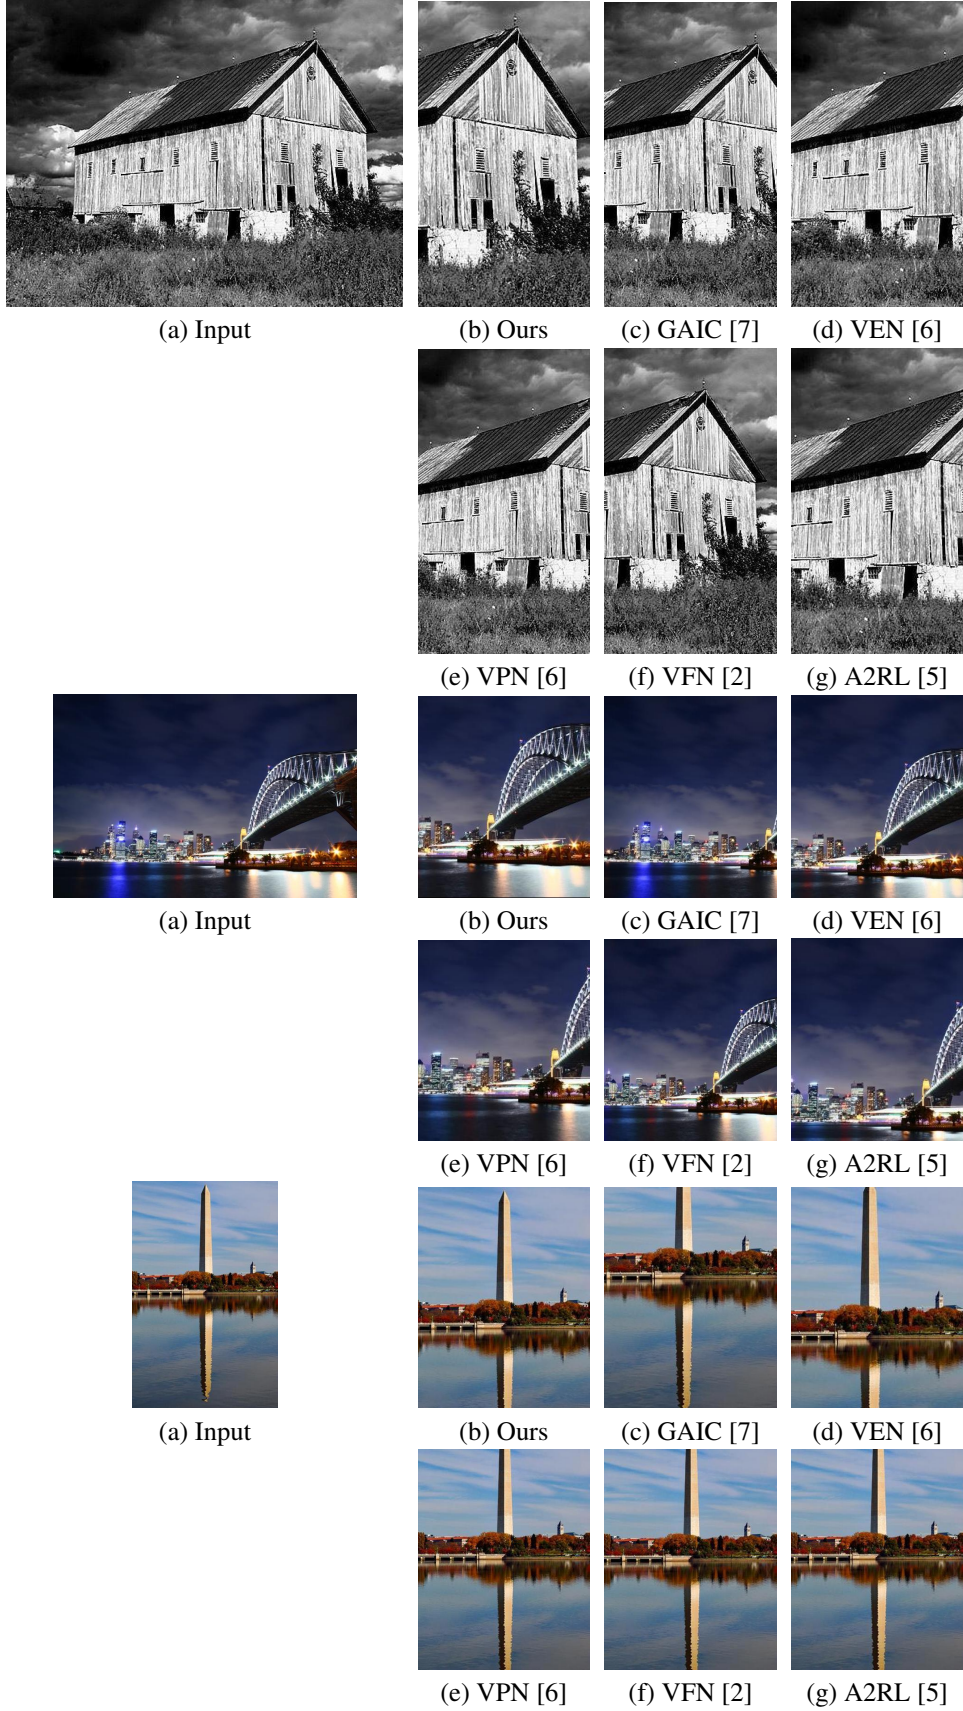 (a) Input
(b) Ours
(c) GAIC [7]
(d) VEN [6]
(e) VPN [6]
(f) VFN [2]
(g) A2RL [5]
(a) Input
(b) Ours
(c) GAIC [7]
(d) VEN [6]
(e) VPN [6]
(f) VFN [2]
(g) A2RL [5]
(a) Input
(b) Ours
(c) GAIC [7]
(d) VEN [6]
(e) VPN [6]
(f) VFN [2]
(g) A2RL [5]